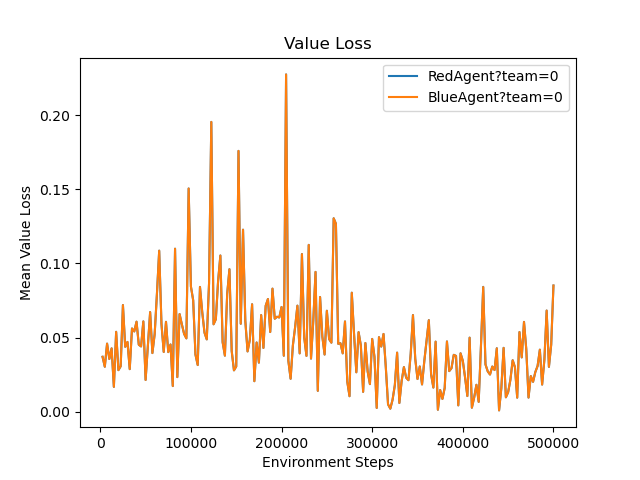 Value Loss
RedAgent?team=0
BlueAgent?team=0
0.20
0.15
0.10
0.05
0.00
Mean Value Loss
0
100000
200000
300000
400000
500000
Environment Steps